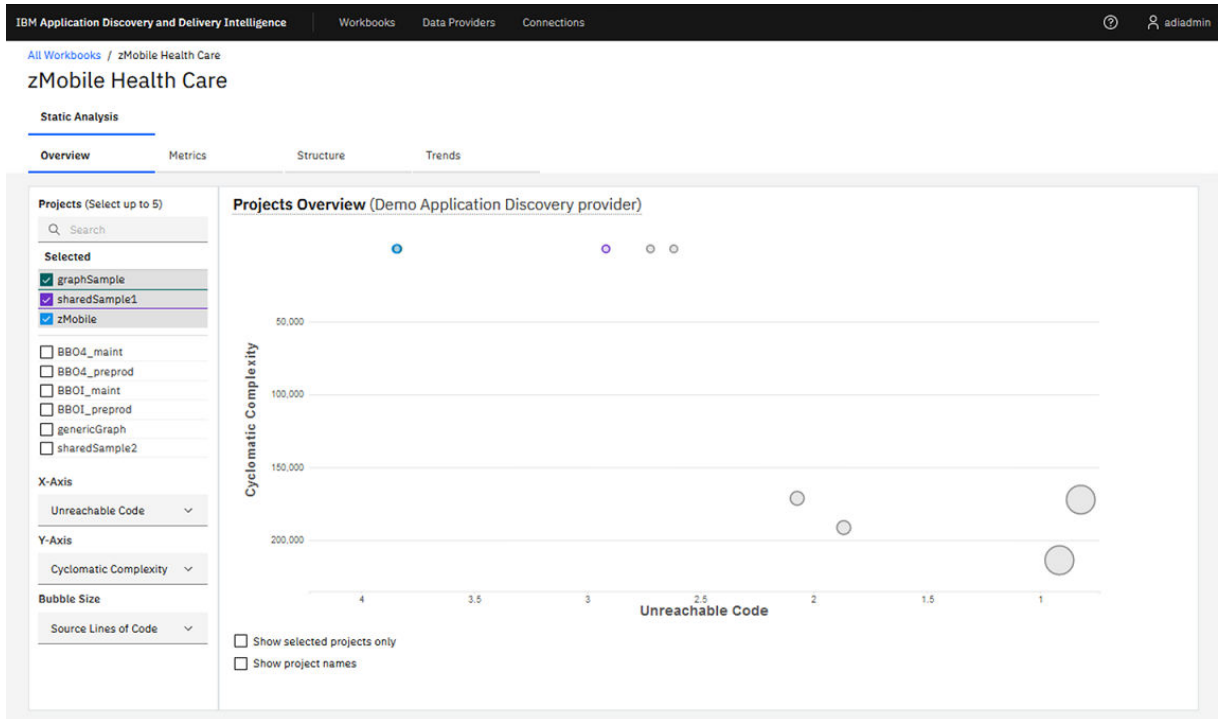 IBM Application Discovery and Delivery Intelligence Workbooks Data Providers Connections adiadmin
All Workbooks / zMobile Health Care
zMobile Health Care
Static Analysis
Overview Metrics Structure Trends
Projects (Select up to 5)
Search
Selected
graphSample
sharedSample1
zMobile
BBO4_maint
BBO4_preprod
BBOI_maint
BBOI_preprod
genericGraph
sharedSample2
X-Axis
Unreachable Code
Y-Axis
Cyclomatic Complexity
Bubble Size
Source Lines of Code
Projects Overview (Demo Application Discovery provider)
Cyclomatic Complexity
50,000
100,000
150,000
200,000
4 3.5 3 2.5 2 1.5 1
Unreachable Code
Show selected projects only
Show project names